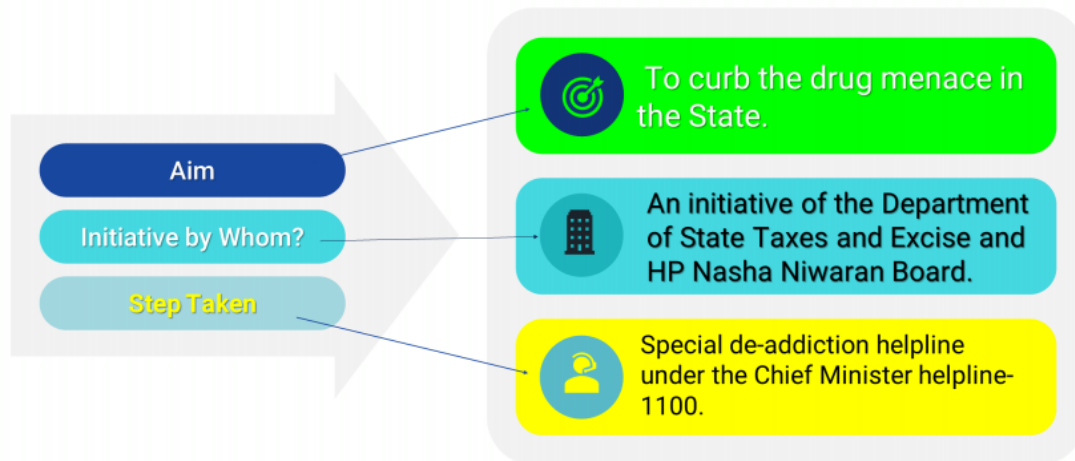 Aim
Initiative by Whom?
Step Taken
To curb the drug menace in
the State.
An initiative of the Department
of State Taxes and Excise and
HP Nasha Niwaran Board.
Special de-addiction helpline
under the Chief Minister helpline-
1100.